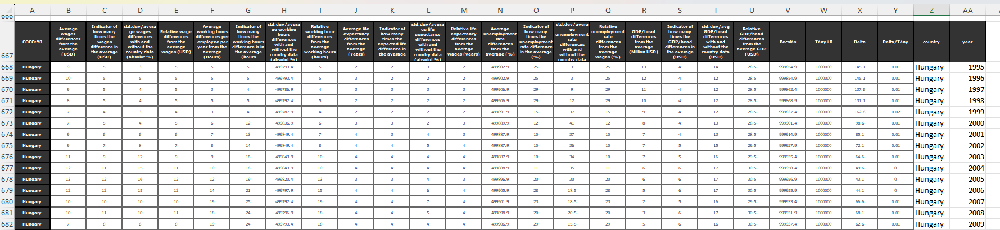 A B C D E F G H I J K L M N O P Q R S T U V W X Y Z AA
666
667 COCO:Y0 Average wages differences from the average (USD) Indicator of how many times the wages difference in the average (USD) std.dev/average wages differences with and without the country data (absolut %) Relative wage differences from the average wages (USD) Average working hours differences per employee per year from the average (Hours) Indicator of how many times the working hours difference is in the average (hours std.dev/average working hours differences with and without the country data (absolut %) Relative working hour differences from the average working hours (hours) Average life expectancy differences from the average (Years) Indicator of how many times the expected life difference in the average std.dev/average life expectancy differences with and without the country data (absolut %) Relative life expectancy differences from the average wages (years) Average unemployment rate differences from the average (%) Indicator of how many times the unemployment rate difference in the average (%) std.dev/average unemployment rate differences with and without the country data Relative unemployment rate differences from the average wages (%) GDP/head differences from the average (Million USD) Indicator of how many times the GDP/head differences in the average (USD) std.dev/avg GDP/head differences with and without the country data (USD) Relative GDP/head differences from the average GDP (USD) Becslés Tény+0 Delta Delta/Tény country year
668 Hungary 9 5 3 5 5 5 499793.4 5 2 2 3 2 499902.9 25 3 25 13 4 14 28.5 999854.9 1000000 145.1 0.01 Hungary 1995
669 Hungary 10 5 5 5 5 5 499793.4 5 3 2 2 2 499902.9 25 3 25 12 4 12 28.5 999854.9 1000000 145.1 0.01 Hungary 1996
670 Hungary 9 5 4 5 3 4 499786.9 4 3 3 3 3 499906.9 29 9 29 11 4 12 28.5 999862.4 1000000 137.6 0.01 Hungary 1997
671 Hungary 8 5 4 5 5 5 499792.4 5 2 2 2 2 499906.9 29 12 29 10 4 12 28.5 999868.9 1000000 131.1 0.01 Hungary 1998
672 Hungary 7 4 3 4 3 4 499787.9 4 2 2 2 2 499891.9 15 37 15 9 4 12 28.5 999837.4 1000000 162.6 0.02 Hungary 1999
673 Hungary 7 5 4 5 6 12 499836.9 6 3 3 2 3 499889.9 12 41 12 8 4 13 28.5 999901.4 1000000 98.6 0.01 Hungary 2000
674 Hungary 9 6 6 6 7 13 499849.4 7 4 3 4 3 499887.9 10 37 10 7 4 13 28.5 999914.9 1000000 85.1 0.01 Hungary 2001
675 Hungary 9 7 8 7 8 14 499849.4 8 4 4 5 4 499887.9 10 36 10 7 5 15 29.5 999927.9 1000000 72.1 0.01 Hungary 2002
676 Hungary 11 9 12 9 9 16 499843.9 10 4 4 4 4 499887.9 10 34 10 7 5 16 29.5 999935.4 1000000 64.6 0.01 Hungary 2003
677 Hungary 12 11 15 11 10 16 499843.9 10 4 4 4 4 499888.9 11 35 11 6 6 17 30.5 999950.4 1000000 49.6 0 Hungary 2004
678 Hungary 13 12 16 12 12 19 499820.4 13 3 3 4 3 499896.9 20 30 20 6 6 17 30.5 999956.9 1000000 43.1 0 Hungary 2005
679 Hungary 12 12 15 12 14 21 499797.9 15 4 4 6 4 499905.9 28 18.5 28 5 6 17 30.5 999955.9 1000000 44.1 0 Hungary 2006
680 Hungary 10 10 10 10 19 25 499792.4 19 4 4 7 4 499901.9 23 18.5 23 2 5 16 29.5 999933.4 1000000 66.6 0.01 Hungary 2007
681 Hungary 10 11 10 11 18 24 499796.9 18 4 4 5 4 499898.9 20 20.5 20 3 6 17 30.5 999931.9 1000000 68.1 0.01 Hungary 2008
682 Hungary 7 8 6 8 19 24 499793.4 18 4 4 4 4 499906.9 29 15.5 29 5 6 16 30.5 999937.4 1000000 62.6 0.01 Hungary 2009